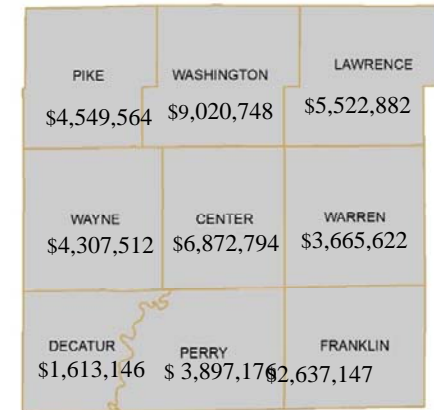 PIKE WASHINGTON LAWRENCE
$4,549,564 $9,020,748 $5,522,882
WAYNE CENTER WARREN
$4,307,512 $6,872,794 $3,665,622
DECATUR PERRY FRANKLIN
$1,613,146 $ 3,897,176 $2,637,147